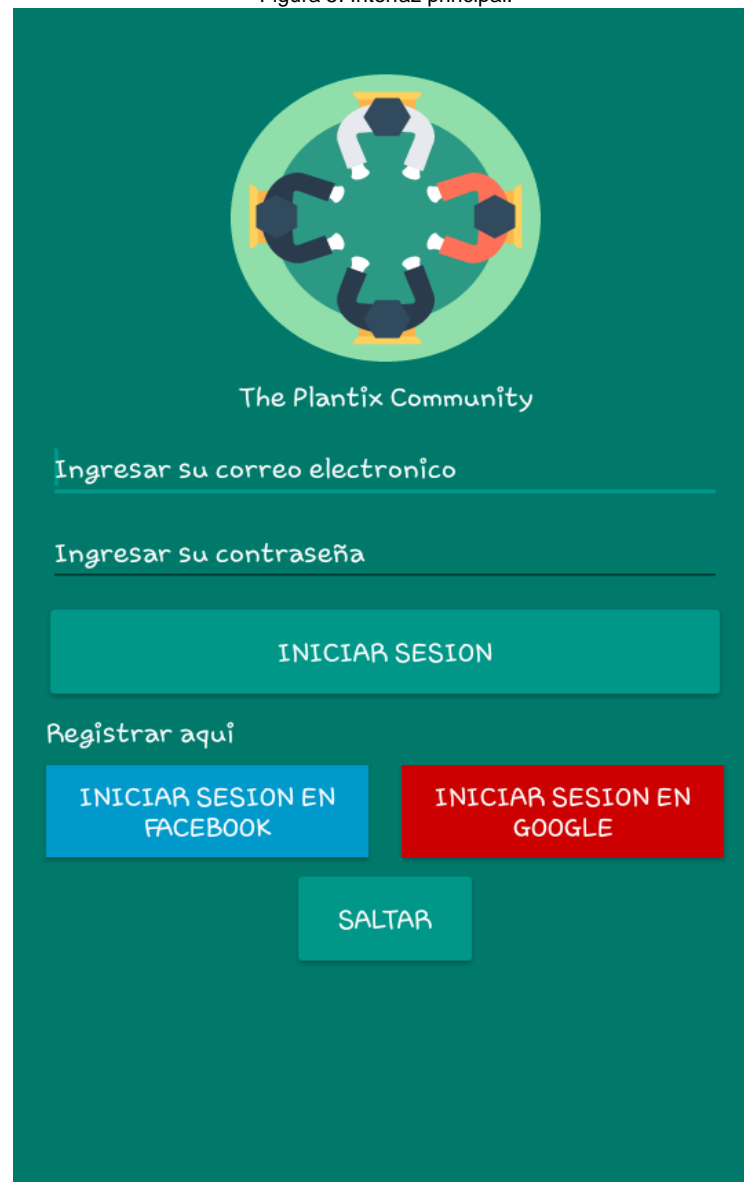 Figura 3. Interfaz principal.
The Plantix Community
Ingresar su correo electronico
Ingresar su contraseña
INICIAR SESION
Registrar aqui
INICIAR SESION EN
FACEBOOK
INICIAR SESION EN
GOOGLE
SALTAR